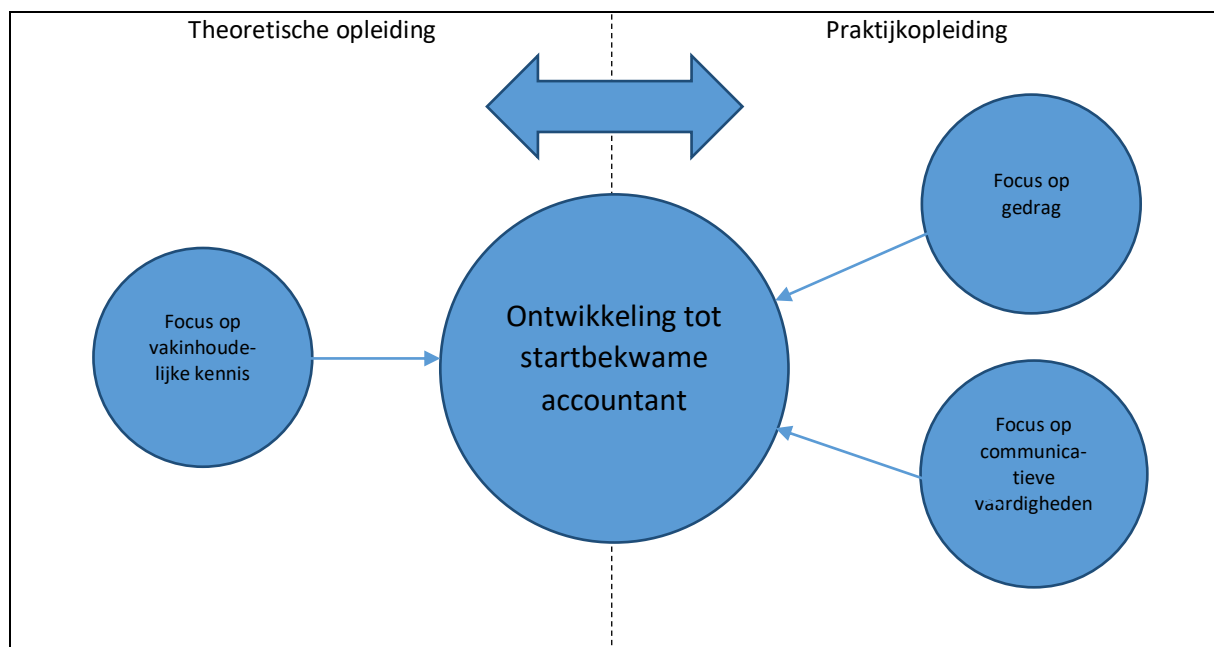 Theoretische opleiding
Praktijkopleiding
Focus op
gedrag
Focus op
vakinhoude-
lijke kennis
Ontwikkeling tot
startbekwame
accountant
Focus op
communica-
tieve
vaardigheden